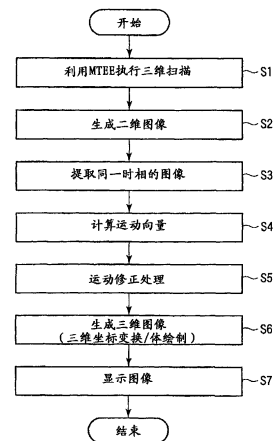 开始
利用MTEE执行三维扫描
S1
生成二维图像
S2
提取同一时相的图像
S3
计算运动向量
S4
运动修正处理
S5
生成三维图像
(三维坐标变换/体绘制)
S6
显示图像
S7
结束